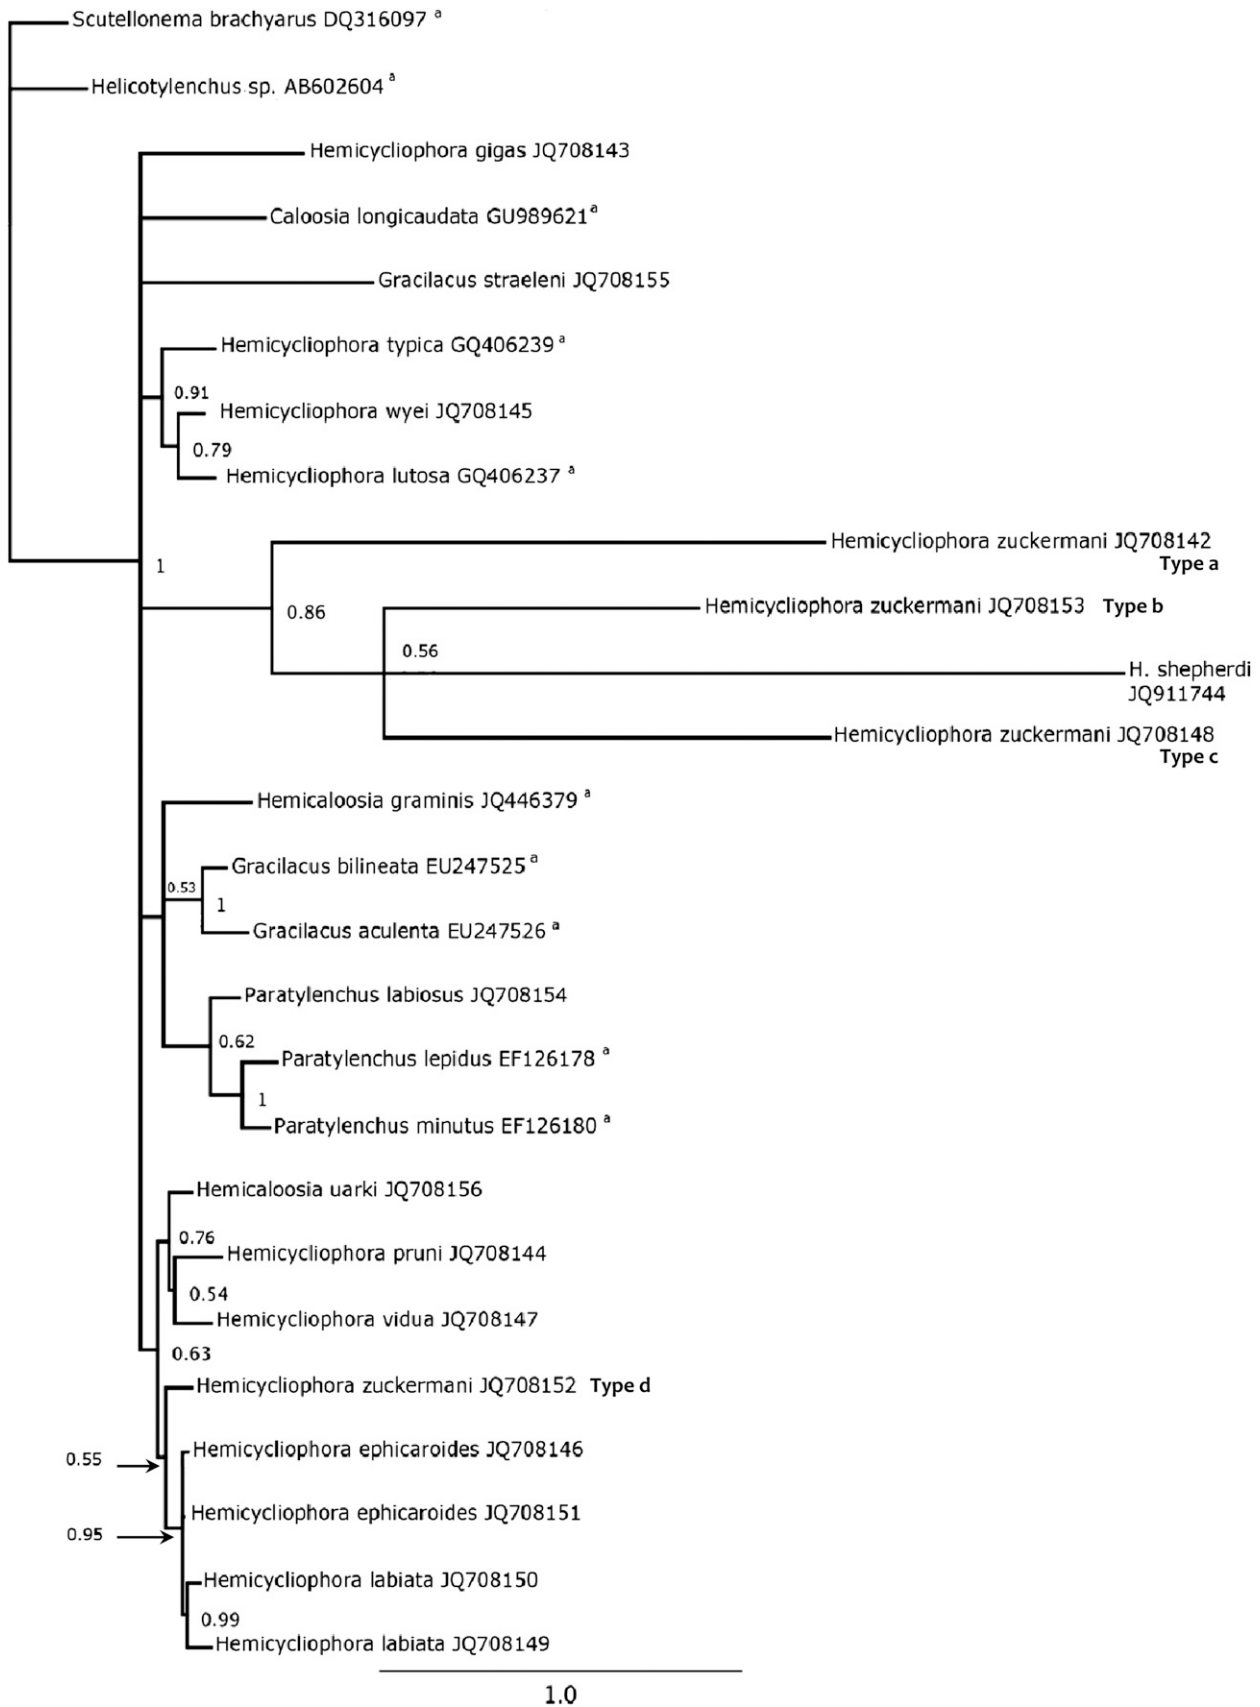 Scutellonema brachyarus DQ316097 a
Helicotylenchus sp. AB602604 a
Hemicycliophora gigas JQ708143
Caloosia longicaudata GU989621 a
Gracilacus straeleni JQ708155
Hemicycliophora typica GQ406239 a
0.91
Hemicycliophora wyei JQ708145
0.79
Hemicycliophora lutosa GQ406237 a
Hemicycliophora zuckermani JQ708142
Type a
1
0.86
Hemicycliophora zuckermani JQ708153 Type b
0.56
H. shepherdi
JQ911744
Hemicycliophora zuckermani JQ708148
Type c
Hemicaloosia graminis JQ446379 a
Gracilacus bilineata EU247525 a
0.53
1
Gracilacus aculenta EU247526 a
Paratylenchus labiosus JQ708154
0.62
Paratylenchus lepidus EF126178 a
1
Paratylenchus minutus EF126180 a
Hemicaloosia uarki JQ708156
0.76
Hemicycliophora pruni JQ708144
0.54
Hemicycliophora vidua JQ708147
0.63
Hemicycliophora zuckermani JQ708152 Type d
Hemicycliophora ephicaroides JQ708146
0.55
Hemicycliophora ephicaroides JQ708151
0.95
Hemicycliophora labiata JQ708150
0.99
Hemicycliophora labiata JQ708149
1.0